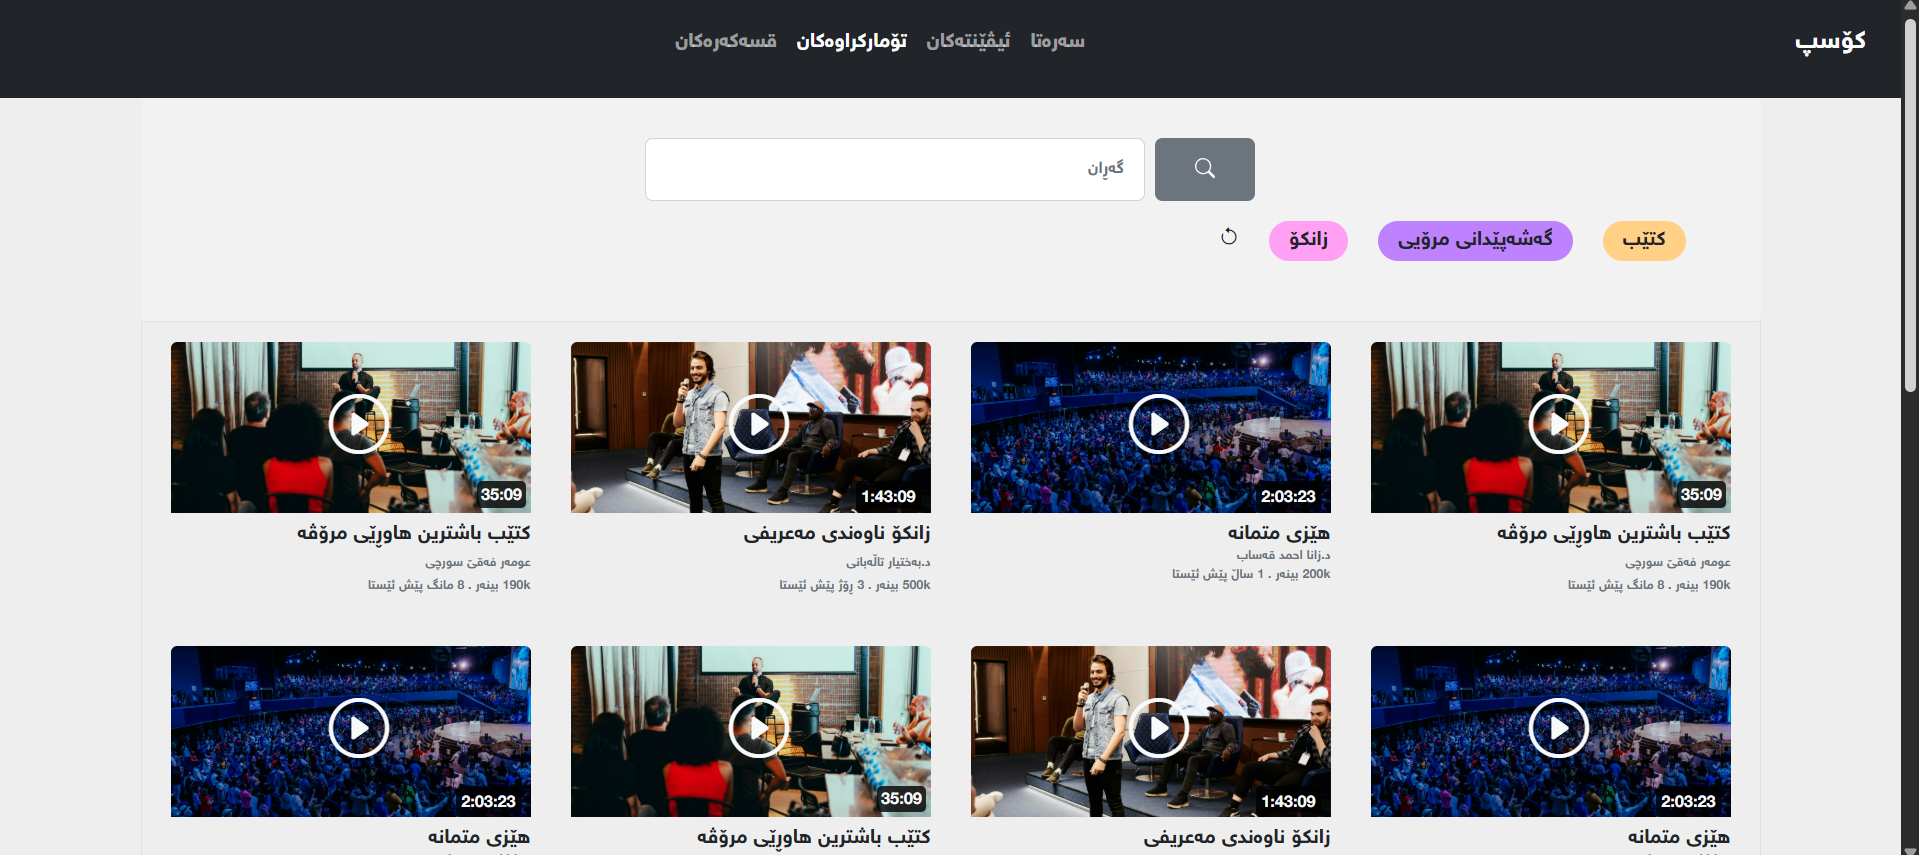 کۆسپ
سەرەتا ئیڤێنتەکان تۆمارکراوەکان قسەکەرەکان
گەڕان
کتێب گەشەپێدانی مرۆیی زانکۆ
35:09
2:03:23
1:43:09
35:09
کتێب باشترین هاوڕێی مرۆڤە
عومەر فەقێ سورچی
190k بینەر . 8 مانگ پێش ئێستا
هێزی متمانە
د.زانا احمد قەساب
200k بینەر . 1 ساڵ پێش ئێستا
زانکۆ ناوەندی مەعریفی
د.بەختیار تاڵەبانی
500k بینەر . 3 ڕۆژ پێش ئێستا
کتێب باشترین هاوڕێی مرۆڤە
عومەر فەقێ سورچی
190k بینەر . 8 مانگ پێش ئێستا
2:03:23
1:43:09
35:09
2:03:23
هێزی متمانە
زانکۆ ناوەندی مەعریفی
کتێب باشترین هاوڕێی مرۆڤە
هێزی متمانە